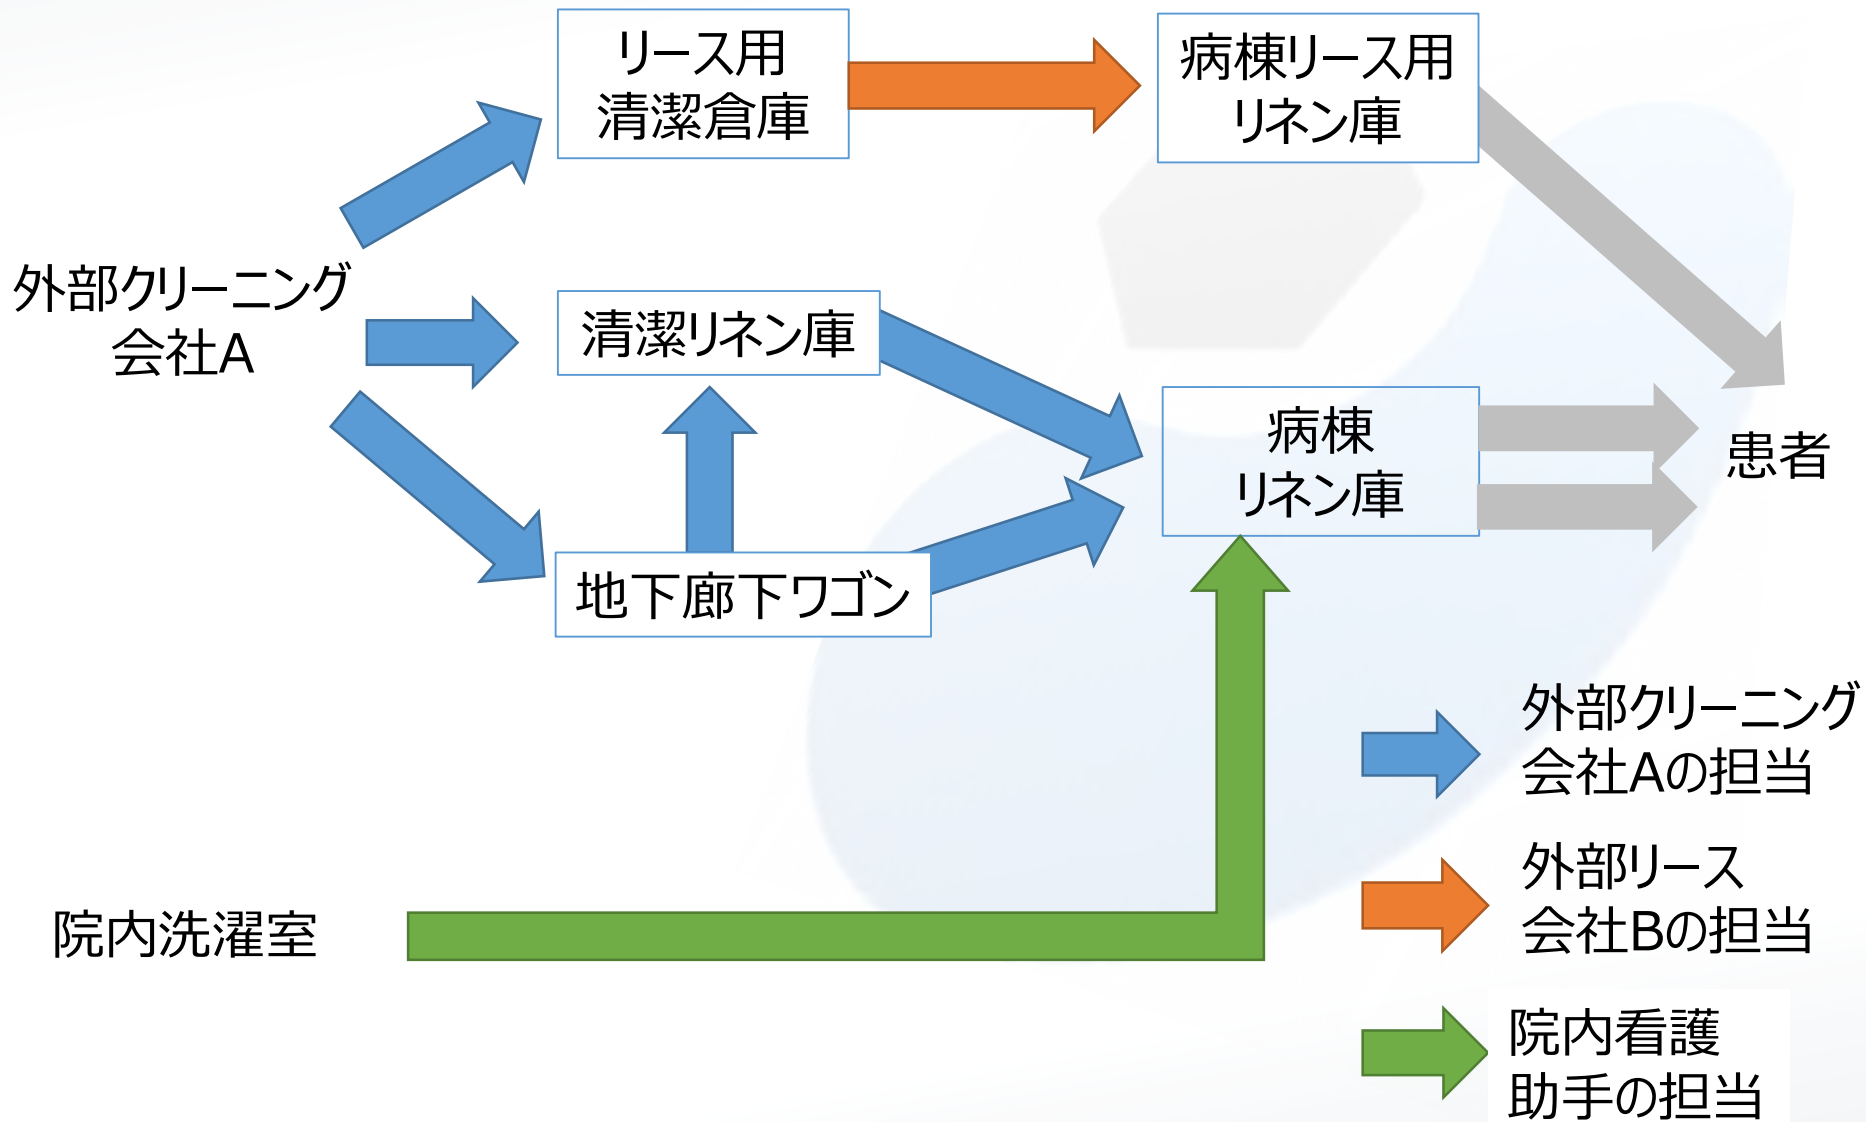 リース用
清潔倉庫
病棟リース用
リネン庫
外部クリーニング
会社A
清潔リネン庫
病棟
リネン庫
患者
地下廊下ワゴン
外部クリーニング
会社Aの担当
外部リース
会社Bの担当
院内洗濯室
院内看護
助手の担当